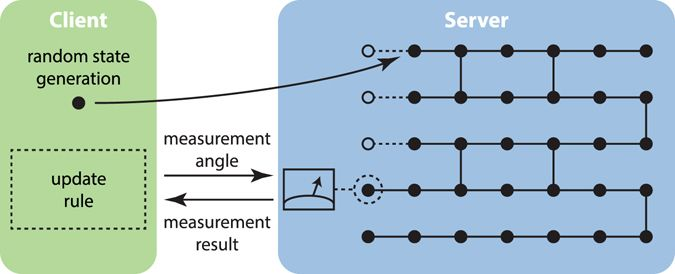 Client
random state
generation
update
rule
measurement
angle
measurement
result
Server